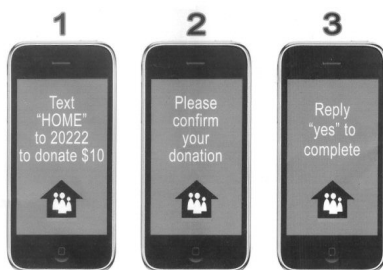 1
2
3
Text
"HOME"
to 20222
to donate $10
Please
confirm
your
donation
Reply
"yes" to
complete